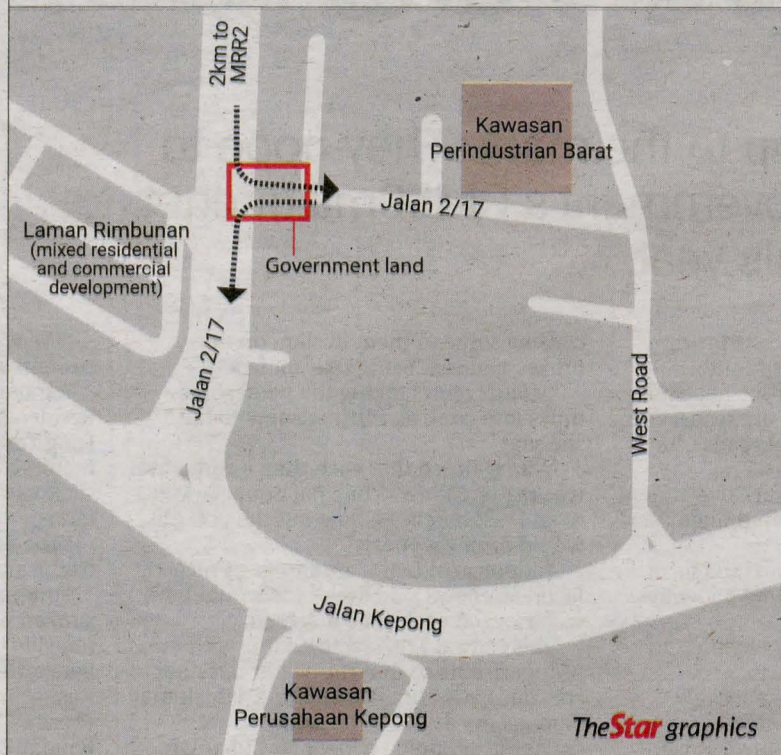 2km to
MRR2
Kawasan
Perindustrian Barat
Jalan 2/17
Laman Rimbunan
(mixed residential
and commercial
development)
Government land
Jalan 2/17
West Road
Jalan Kepong
Kawasan
Perusahaan Kepong
TheStar graphics